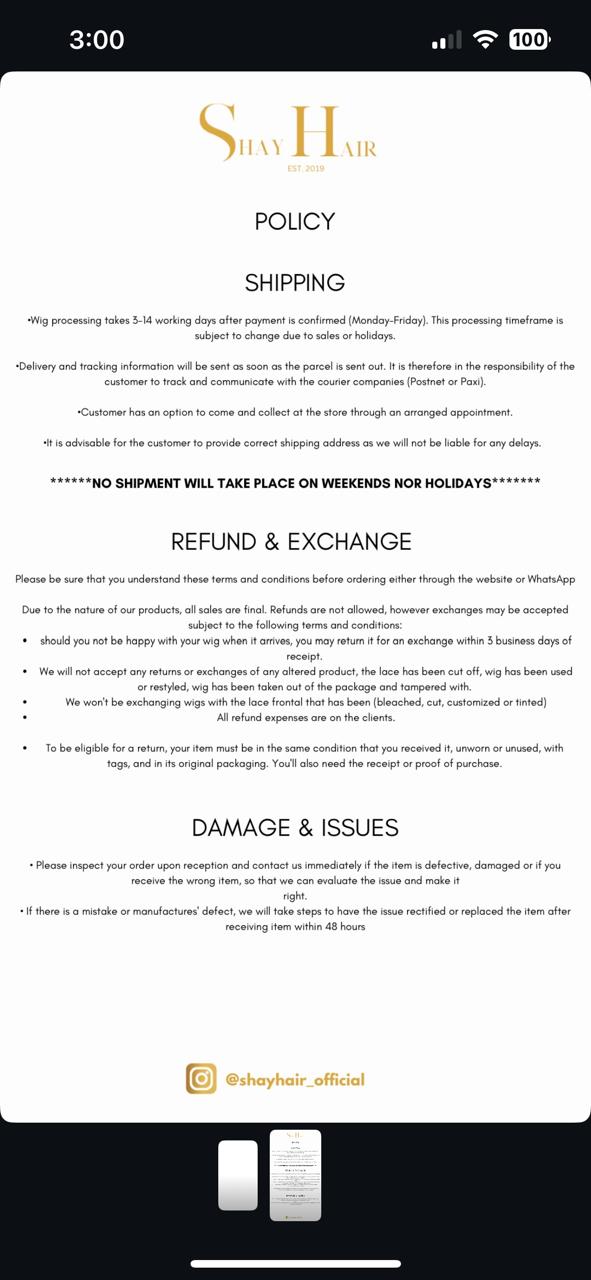 3:00
100
SHAY HAIR
EST. 2019
POLICY
SHIPPING
•Wig processing takes 3-14 working days after payment is confirmed (Monday-Friday). This processing timeframe is
subject to change due to sales or holidays.
•Delivery and tracking information will be sent as soon as the parcel is sent out. It is therefore in the responsibility of the
customer to track and communicate with the courier companies (Postnet or Paxi).
•Customer has an option to come and collect at the store through an arranged appointment.
•It is advisable for the customer to provide correct shipping address as we will not be liable for any delays.
******NO SHIPMENT WILL TAKE PLACE ON WEEKENDS NOR HOLIDAYS*******
REFUND & EXCHANGE
Please be sure that you understand these terms and conditions before ordering either through the website or WhatsApp
Due to the nature of our products, all sales are final. Refunds are not allowed, however exchanges may be accepted
subject to the following terms and conditions:
• should you not be happy with your wig when it arrives, you may return it for an exchange within 3 business days of
receipt.
• We will not accept any returns or exchanges of any altered product, the lace has been cut off, wig has been used
or restyled, wig has been taken out of the package and tampered with.
• We won't be exchanging wigs with the lace frontal that has been (bleached, cut, customized or tinted)
• All refund expenses are on the clients.
• To be eligible for a return, your item must be in the same condition that you received it, unworn or unused, with
tags, and in its original packaging. You'll also need the receipt or proof of purchase.
DAMAGE & ISSUES
• Please inspect your order upon reception and contact us immediately if the item is defective, damaged or if you
receive the wrong item, so that we can evaluate the issue and make it
right.
• If there is a mistake or manufactures' defect, we will take steps to have the issue rectified or replaced the item after
receiving item within 48 hours
@shayhair_official